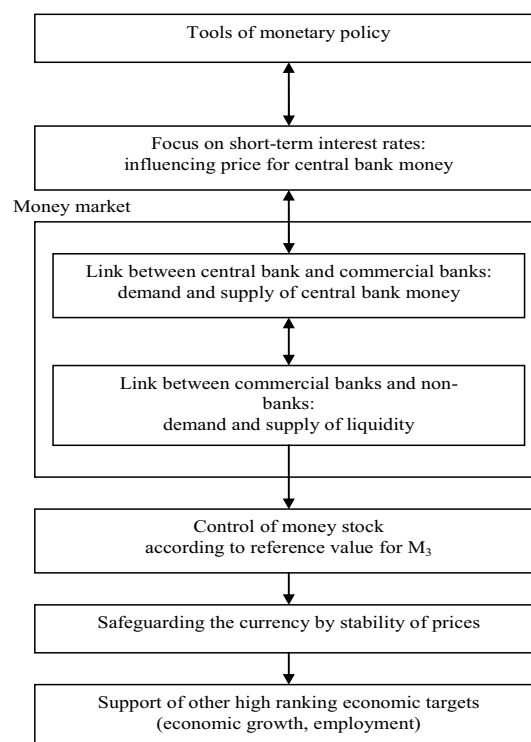 Tools of monetary policy
Focus on short-term interest rates:
influencing price for central bank money
Money market
Link between central bank and commercial banks:
demand and supply of central bank money
Link between commercial banks and non-
banks:
demand and supply of liquidity
Control of money stock
according to reference value for M₃
Safeguarding the currency by stability of prices
Support of other high ranking economic targets
(economic growth, employment)